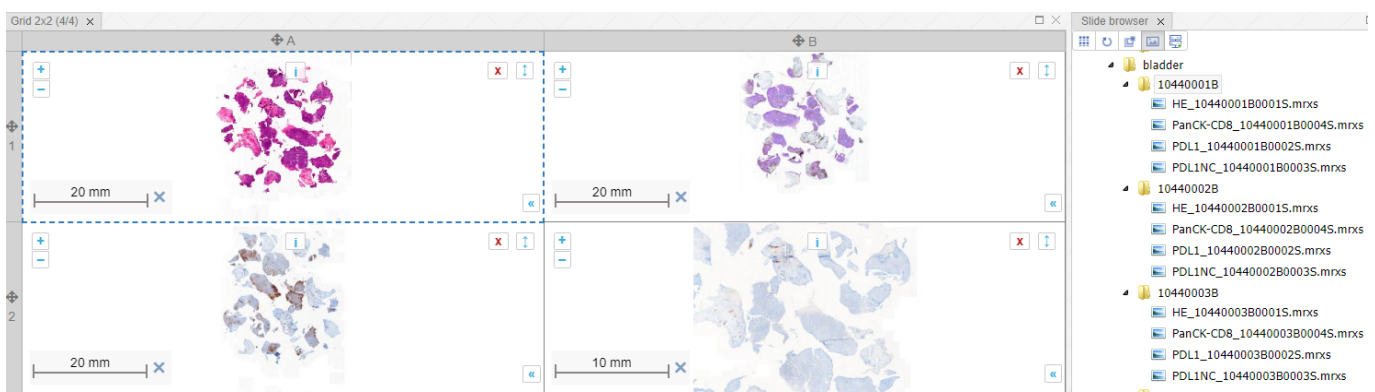 Grid 2x2 (4/4) x
A
B
1
+
−
i
x
20 mm
×
«
+
−
i
x
20 mm
×
«
2
+
−
i
x
20 mm
×
«
+
−
i
x
10 mm
×
«
Slide browser x
bladder
10440001B
HE_10440001B0001S.mrxs
PanCK-CD8_10440001B0004S.mrxs
PDL1_10440001B0002S.mrxs
PDL1NC_10440001B0003S.mrxs
10440002B
HE_10440002B0001S.mrxs
PanCK-CD8_10440002B0004S.mrxs
PDL1_10440002B0002S.mrxs
PDL1NC_10440002B0003S.mrxs
10440003B
HE_10440003B0001S.mrxs
PanCK-CD8_10440003B0004S.mrxs
PDL1_10440003B0002S.mrxs
PDL1NC_10440003B0003S.mrxs